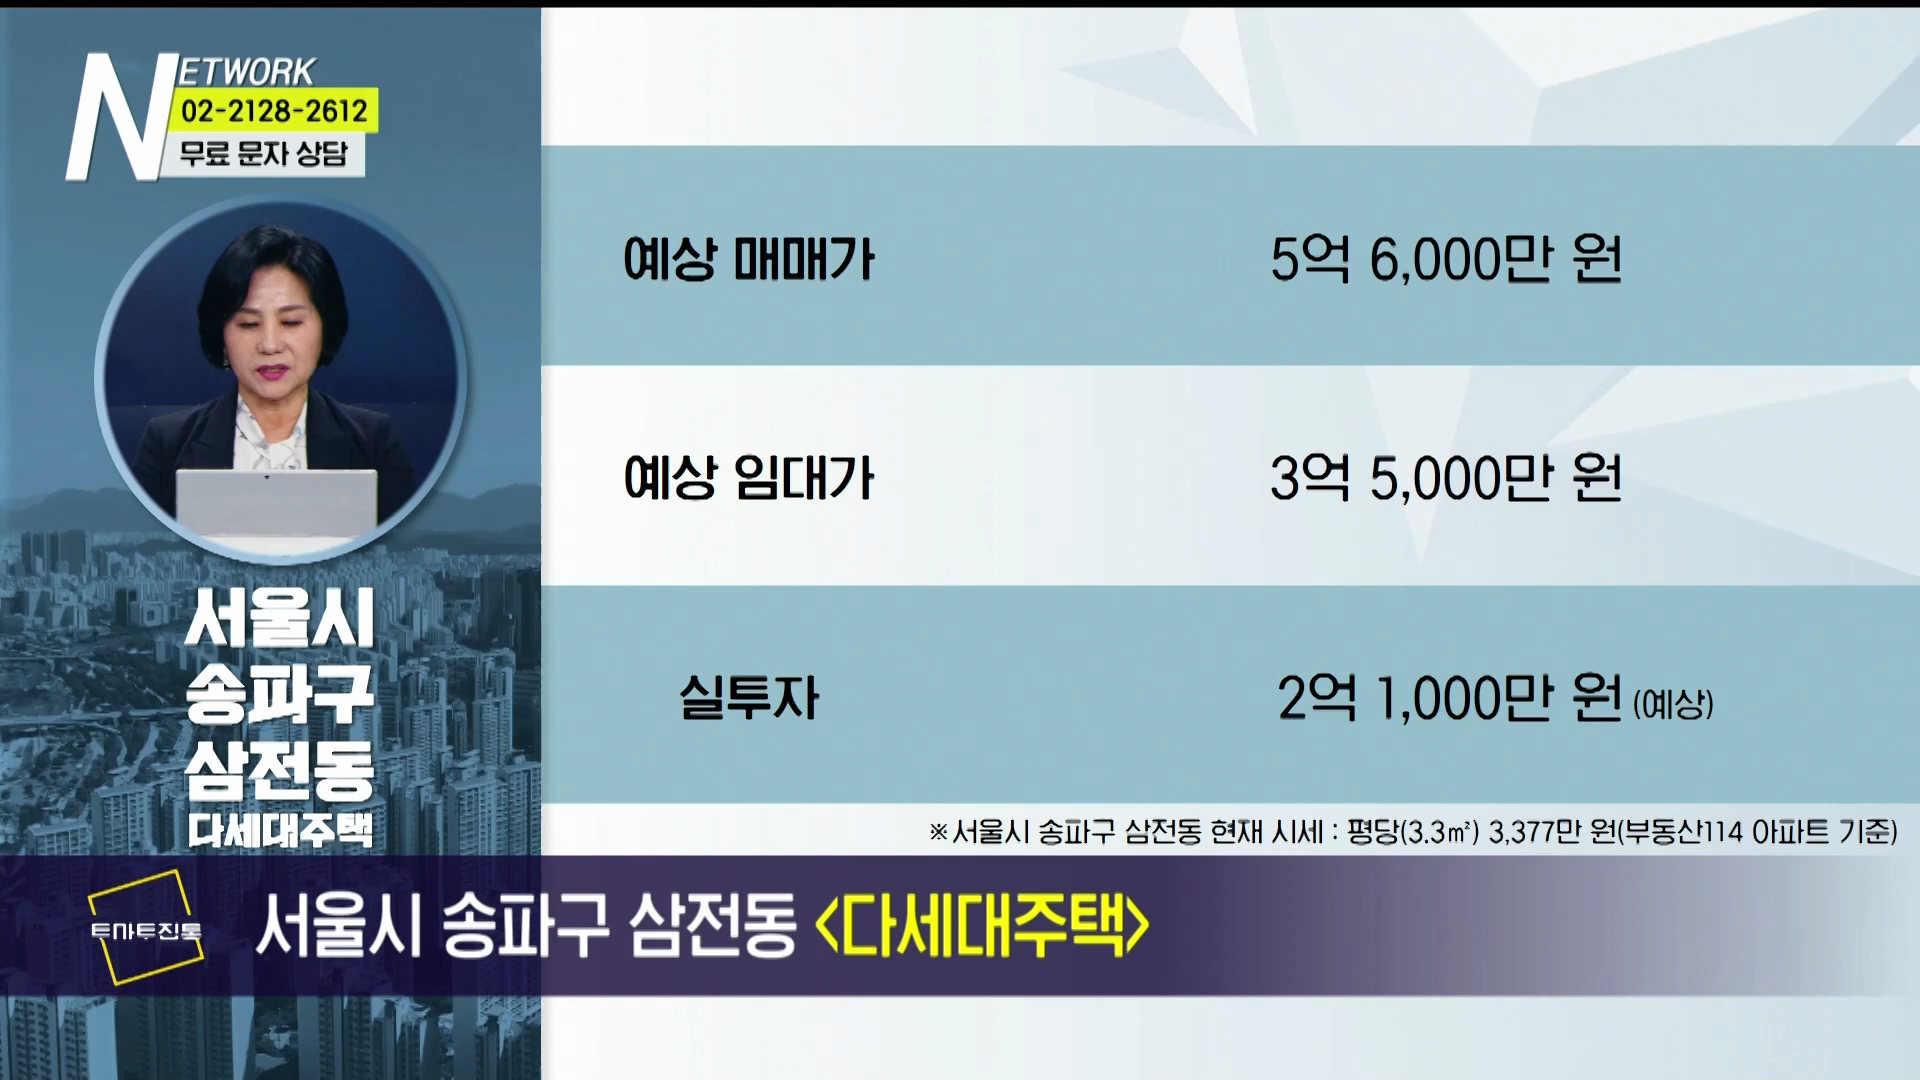 NETWORK
02-2128-2612
무료 문자 상담
서울시
송파구
삼전동
다세대주택
예상 매매가 5억 6,000만 원
예상 임대가 3억 5,000만 원
실투자 2억 1,000만 원 (예상)
※서울시 송파구 삼전동 현재 시세 : 평당(3.3㎡) 3,377만 원(부동산114 아파트 기준)
서울시 송파구 삼전동 <다세대주택>